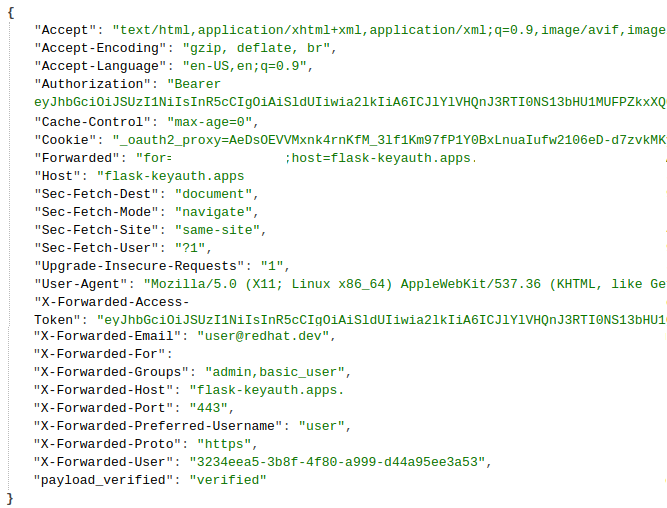 {
"Accept": "text/html,application/xhtml+xml,application/xml;q=0.9,image/avif,image
"Accept-Encoding": "gzip, deflate, br",
"Accept-Language": "en-US,en;q=0.9",
"Authorization": "Bearer
eyJhbGciOiJSUzI1NiIsInR5cCIgOiAiSldUIiwia2lkIiA6ICJlYlVHQnJ3RTI0NS13bHU1MUFPZkxxXQ
"Cache-Control": "max-age=0",
"Cookie": "_oauth2_proxy=AeDsOEVVMxnk4rnKfM_3lf1Km97fP1Y0BxLnuaIufw2106eD-d7zvkMK
"Forwarded": "for= ;host=flask-keyauth.apps.
"Host": "flask-keyauth.apps
"Sec-Fetch-Dest": "document",
"Sec-Fetch-Mode": "navigate",
"Sec-Fetch-Site": "same-site",
"Sec-Fetch-User": "?1",
"Upgrade-Insecure-Requests": "1",
"User-Agent": "Mozilla/5.0 (X11; Linux x86_64) AppleWebKit/537.36 (KHTML, like Ge
"X-Forwarded-Access-
Token": "eyJhbGciOiJSUzI1NiIsInR5cCIgOiAiSldUIiwia2lkIiA6ICJlYlVHQnJ3RTI0NS13bHU1
"X-Forwarded-Email": "user@redhat.dev",
"X-Forwarded-For":
"X-Forwarded-Groups": "admin,basic_user",
"X-Forwarded-Host": "flask-keyauth.apps.
"X-Forwarded-Port": "443",
"X-Forwarded-Preferred-Username": "user",
"X-Forwarded-Proto": "https",
"X-Forwarded-User": "3234eea5-3b8f-4f80-a999-d44a95ee3a53",
"payload_verified": "verified"
}